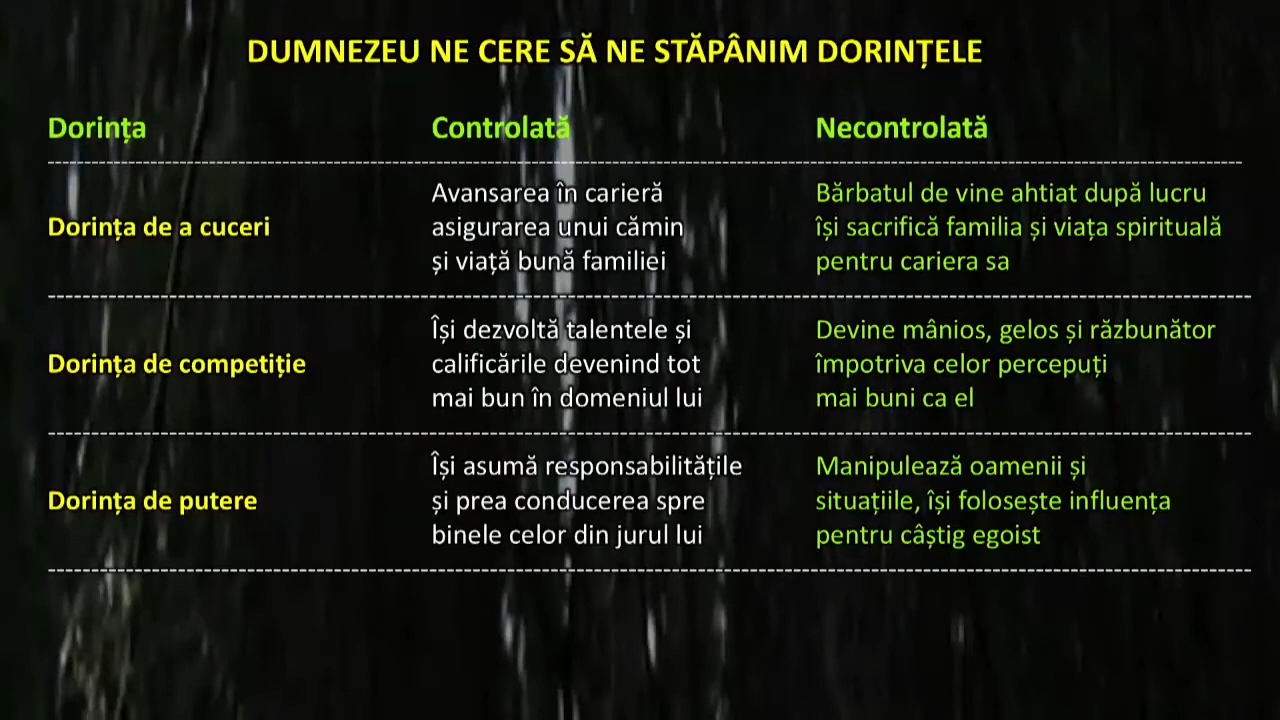 DUMNEZEU NE CERE SĂ NE STĂPÂNIM DORINȚELE
Dorința Controlată Necontrolată
Avansarea în carieră
asigurarea unui cămin
și viață bună familiei
Dorința de a cuceri
Bărbatul de vine ahtiat după lucru
își sacrifică familia și viața spirituală
pentru cariera sa
Își dezvoltă talentele și
calificările devenind tot
mai bun în domeniul lui
Dorința de competiție
Devine mânios, gelos și răzbunător
împotriva celor percepuți
mai buni ca el
Își asumă responsabilitățile
și prea conducerea spre
binele celor din jurul lui
Dorința de putere
Manipulează oamenii și
situațiile, își folosește influența
pentru câștig egoist